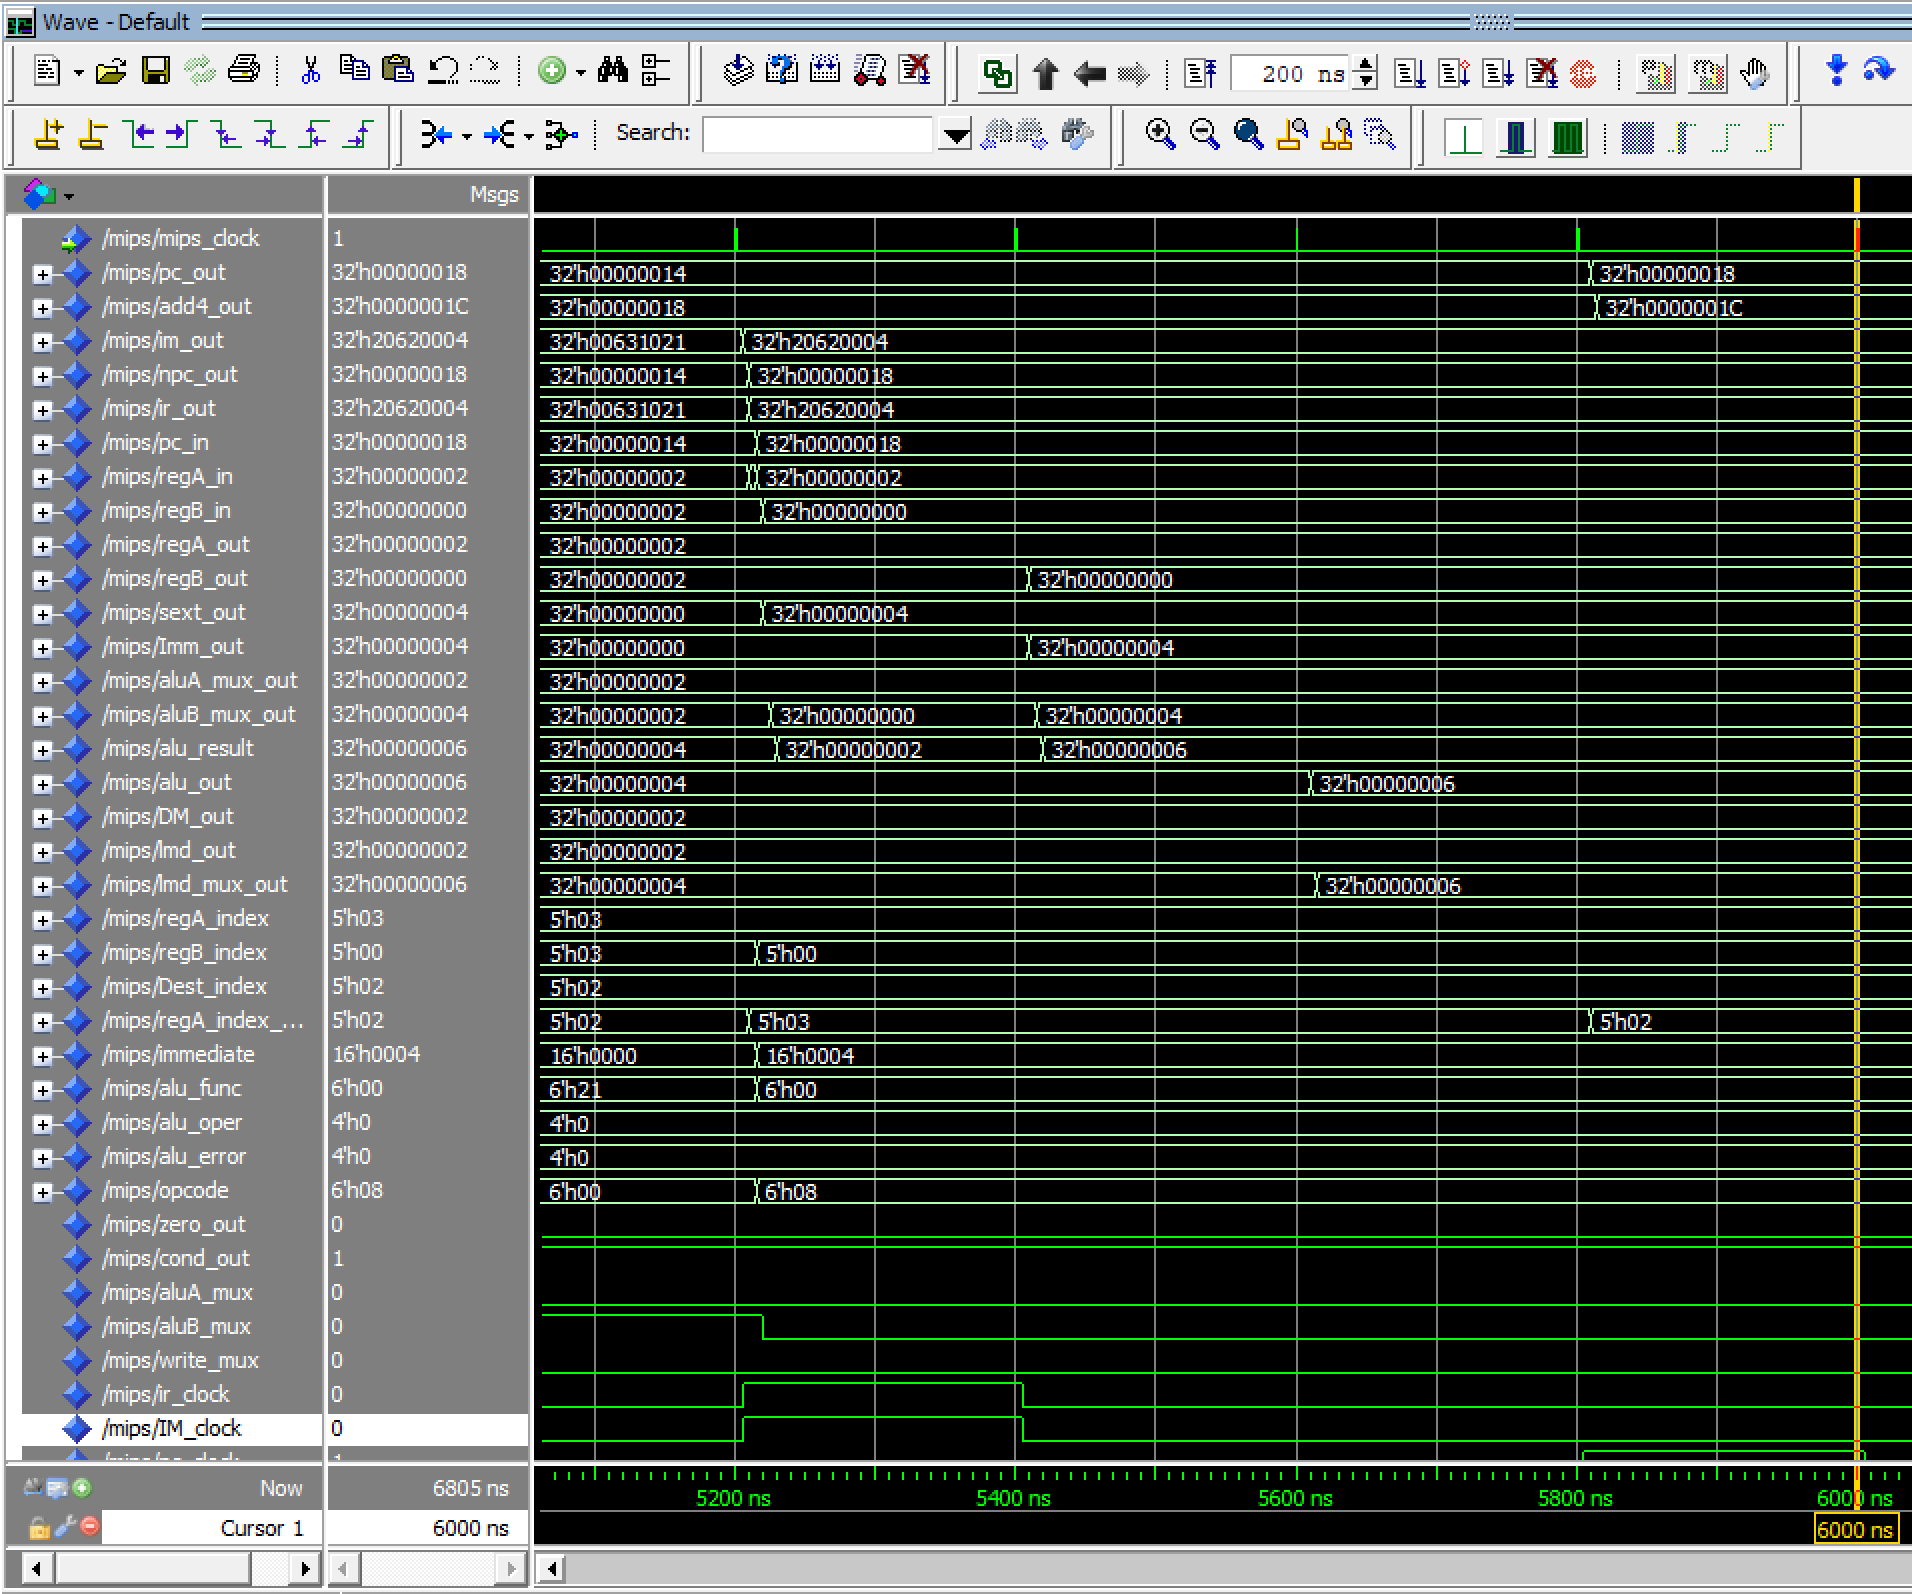 Wave - Default
200 ns
Search:
Msgs
/mips/mips_clock 1
/mips/pc_out 32'h00000018 32'h00000014 32'h00000018
/mips/add4_out 32'h0000001C 32'h00000018 32'h0000001C
/mips/im_out 32'h20620004 32'h00631021 32'h20620004
/mips/npc_out 32'h00000018 32'h00000014 32'h00000018
/mips/ir_out 32'h20620004 32'h00631021 32'h20620004
/mips/pc_in 32'h00000018 32'h00000014 32'h00000018
/mips/regA_in 32'h00000002 32'h00000002 32'h00000002
/mips/regB_in 32'h00000000 32'h00000002 32'h00000000
/mips/regA_out 32'h00000002 32'h00000002
/mips/regB_out 32'h00000000 32'h00000002 32'h00000000
/mips/sext_out 32'h00000004 32'h00000000 32'h00000004
/mips/Imm_out 32'h00000004 32'h00000000 32'h00000004
/mips/aluA_mux_out 32'h00000002 32'h00000002
/mips/aluB_mux_out 32'h00000004 32'h00000002 32'h00000000 32'h00000004
/mips/alu_result 32'h00000006 32'h00000004 32'h00000002 32'h00000006
/mips/alu_out 32'h00000006 32'h00000004 32'h00000006
/mips/DM_out 32'h00000002 32'h00000002
/mips/lmd_out 32'h00000002 32'h00000002
/mips/lmd_mux_out 32'h00000006 32'h00000004 32'h00000006
/mips/regA_index 5'h03 5'h03
/mips/regB_index 5'h00 5'h03 5'h00
/mips/Dest_index 5'h02 5'h02
/mips/regA_index_... 5'h02 5'h02 5'h03 5'h02
/mips/immediate 16'h0004 16'h0000 16'h0004
/mips/alu_func 6'h00 6'h21 6'h00
/mips/alu_oper 4'h0 4'h0
/mips/alu_error 4'h0 4'h0
/mips/opcode 6'h08 6'h00 6'h08
/mips/zero_out 0
/mips/cond_out 1
/mips/aluA_mux 0
/mips/aluB_mux 0
/mips/write_mux 0
/mips/ir_clock 0
/mips/IM_clock 0
Now 6805 ns 5200 ns 5400 ns 5600 ns 5800 ns 6000 ns
Cursor 1 6000 ns 6000 ns